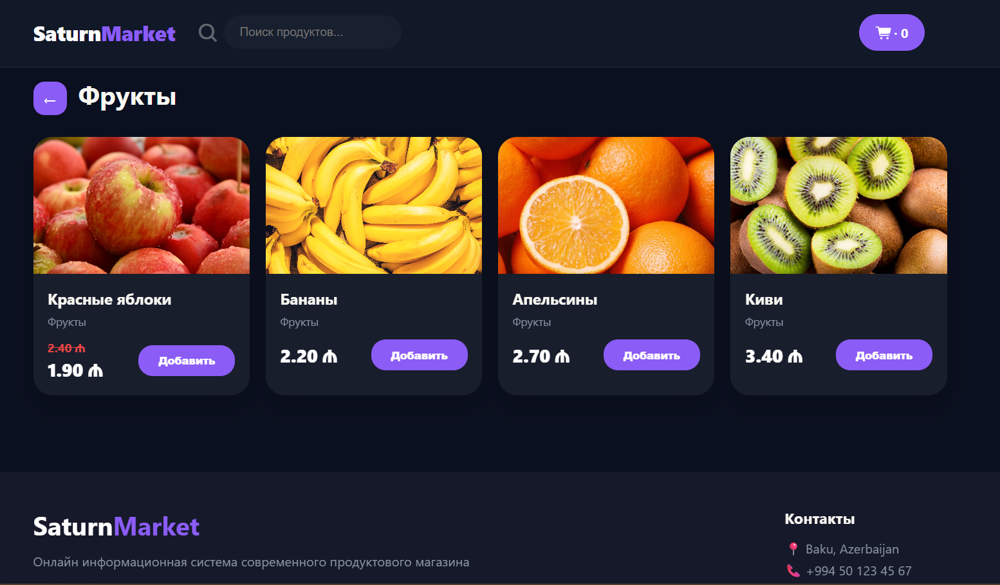 SaturnMarket
Поиск продуктов...
· 0
← Фрукты
Красные яблоки
Фрукты
2.40 ₼
1.90 ₼
Добавить
Бананы
Фрукты
2.20 ₼
Добавить
Апельсины
Фрукты
2.70 ₼
Добавить
Киви
Фрукты
3.40 ₼
Добавить
SaturnMarket
Онлайн информационная система современного продуктового магазина
Контакты
📍 Baku, Azerbaijan
📞 +994 50 123 45 67